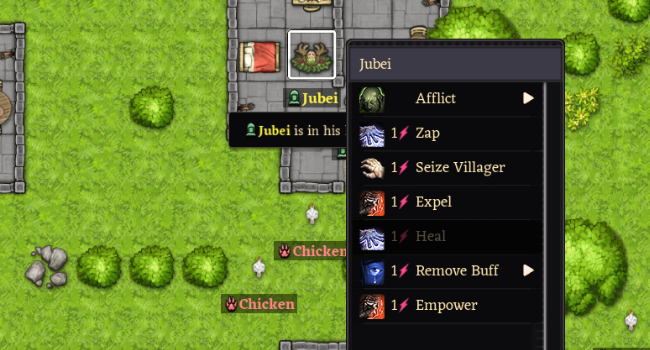 Jubei
Afflict
Jubei
1 Zap
Jubei is in his
1 Seize Villager
1 Expel
1 Heal
Chicken
1 Remove Buff
Chicken
1 Empower